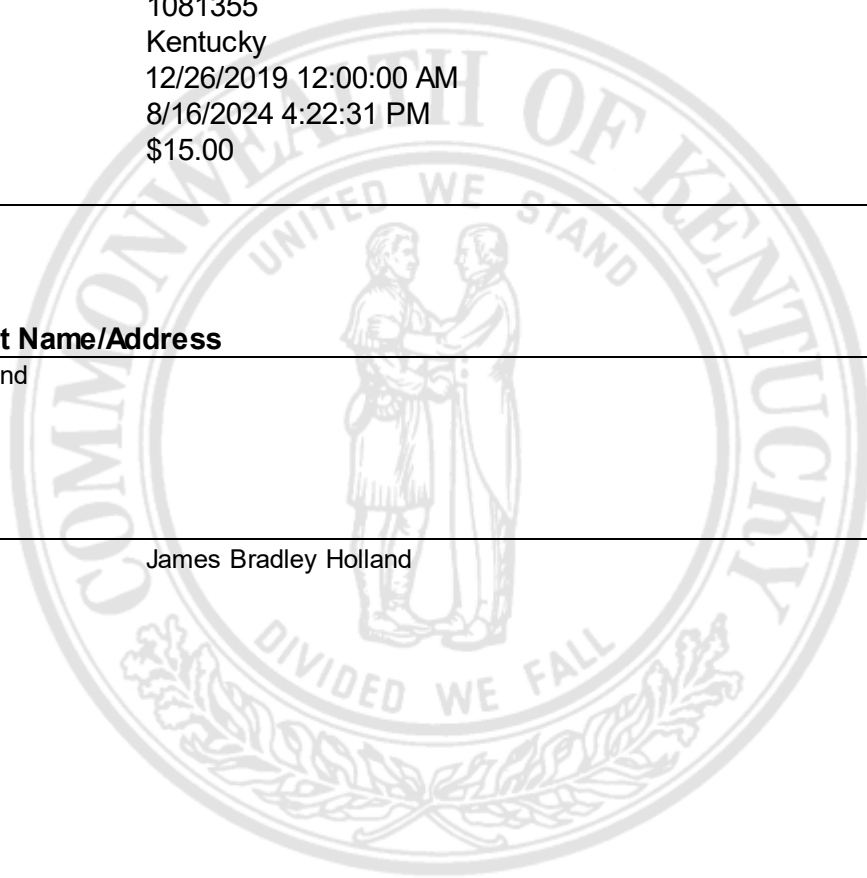 1081355
Kentucky
12/26/2019 12:00:00 AM
8/16/2024 4:22:31 PM
$15.00
COMMONWEALTH OF KENTUCKY
UNITED WE STAND
t Name/Address
nd
James Bradley Holland
DIVIDED WE FALL